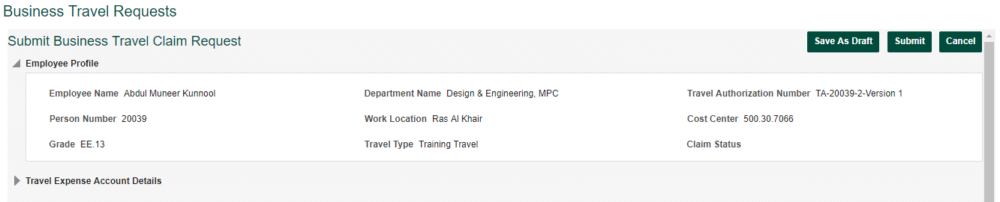 Business Travel Requests
Submit Business Travel Claim Request Save As Draft Submit Cancel
Employee Profile
Employee Name Abdul Muneer Kunnool Department Name Design & Engineering, MPC Travel Authorization Number TA-20039-2-Version 1
Person Number 20039 Work Location Ras Al Khair Cost Center 500.30.7066
Grade EE.13 Travel Type Training Travel Claim Status
Travel Expense Account Details